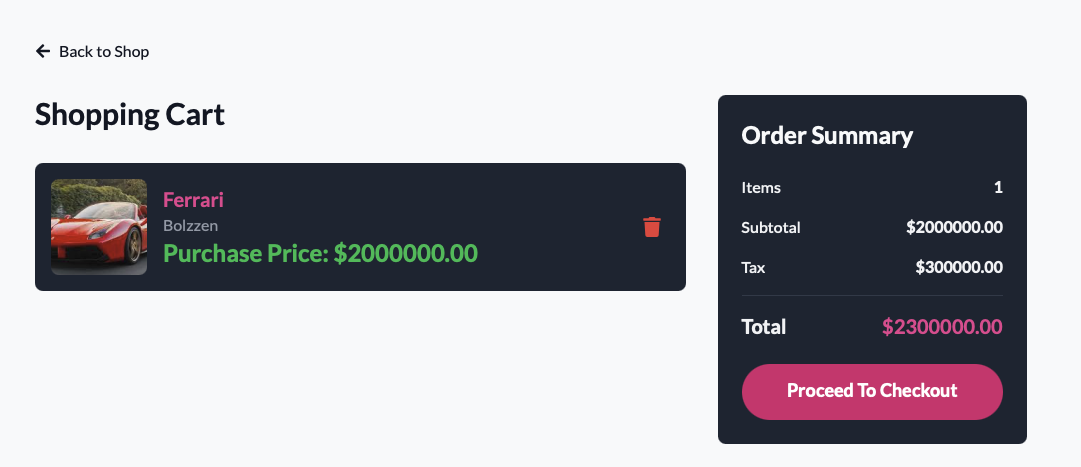 Back to Shop
Shopping Cart
Ferrari
Bolzzen
Purchase Price: $2000000.00
Order Summary
Items 1
Subtotal $2000000.00
Tax $300000.00
Total $2300000.00
Proceed To Checkout